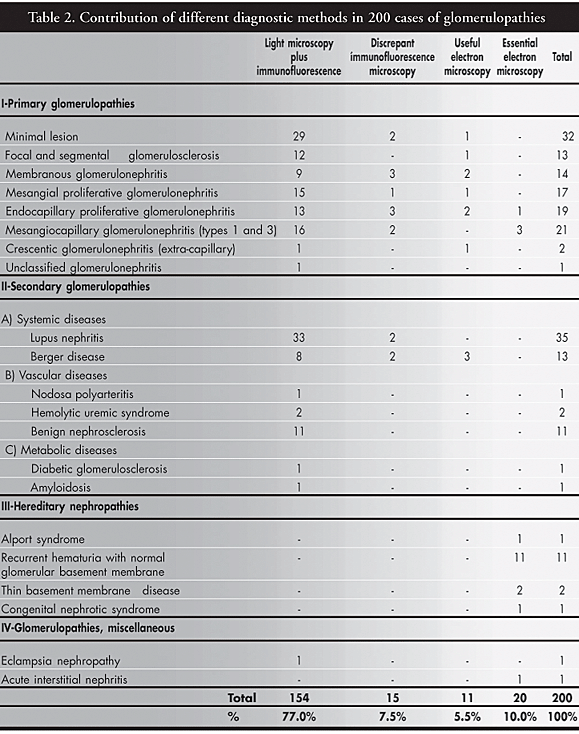 Table 2. Contribution of different diagnostic methods in 200 cases of glomerulopathies
Light microscopy plus immunofluorescence Discrepant immunofluorescence microscopy Useful electron microscopy Essential electron microscopy Total
I-Primary glomerulopathies
Minimal lesion 29 2 1 - 32
Focal and segmental glomerulosclerosis 12 - 1 - 13
Membranous glomerulonephritis 9 3 2 - 14
Mesangial proliferative glomerulonephritis 15 1 1 - 17
Endocapillary proliferative glomerulonephritis 13 3 2 1 19
Mesangiocapillary glomerulonephritis (types 1 and 3) 16 2 - 3 21
Crescentic glomerulonephritis (extra-capillary) 1 - 1 - 2
Unclassified glomerulonephritis 1 - - - 1
II-Secondary glomerulopathies
A) Systemic diseases
Lupus nephritis 33 2 - - 35
Berger disease 8 2 3 - 13
B) Vascular diseases
Nodosa polyarteritis 1 - - - 1
Hemolytic uremic syndrome 2 - - - 2
Benign nephrosclerosis 11 - - - 11
C) Metabolic diseases
Diabetic glomerulosclerosis 1 - - - 1
Amyloidosis 1 - - - 1
III-Hereditary nephropathies
Alport syndrome - - - 1 1
Recurrent hematuria with normal - - - 11 11
glomerular basement membrane
Thin basement membrane disease - - - 2 2
Congenital nephrotic syndrome - - - 1 1
IV-Glomerulopathies, miscellaneous
Eclampsia nephropathy 1 - - - 1
Acute interstitial nephritis - - - 1 1
Total 154 15 11 20 200
% 77.0% 7.5% 5.5% 10.0% 100%